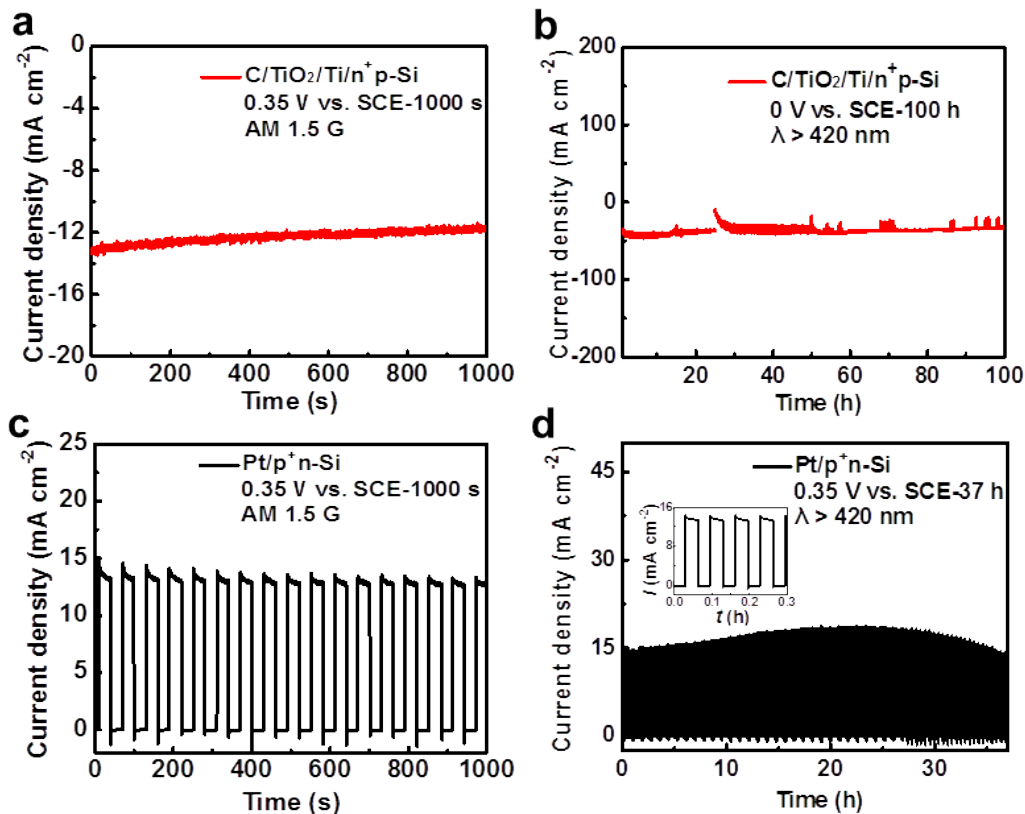 a
Current density (mA cm⁻²)
0
-4
-8
-12
-16
-20
C/TiO₂/Ti/n⁺p-Si
0.35 V vs. SCE-1000 s
AM 1.5 G
0 200 400 600 800 1000
Time (s)
b
Current density (mA cm⁻²)
200
100
0
-100
-200
C/TiO₂/Ti/n⁺p-Si
0 V vs. SCE-100 h
λ > 420 nm
20 40 60 80 100
Time (h)
c
Current density (mA cm⁻²)
25
20
15
10
5
0
Pt/p⁺n-Si
0.35 V vs. SCE-1000 s
AM 1.5 G
0 200 400 600 800 1000
Time (s)
d
Current density (mA cm⁻²)
45
30
15
0
Pt/p⁺n-Si
0.35 V vs. SCE-37 h
λ > 420 nm
I (mA cm⁻²)
16
8
0
0.0 0.1 0.2 0.3
t (h)
0 10 20 30
Time (h)